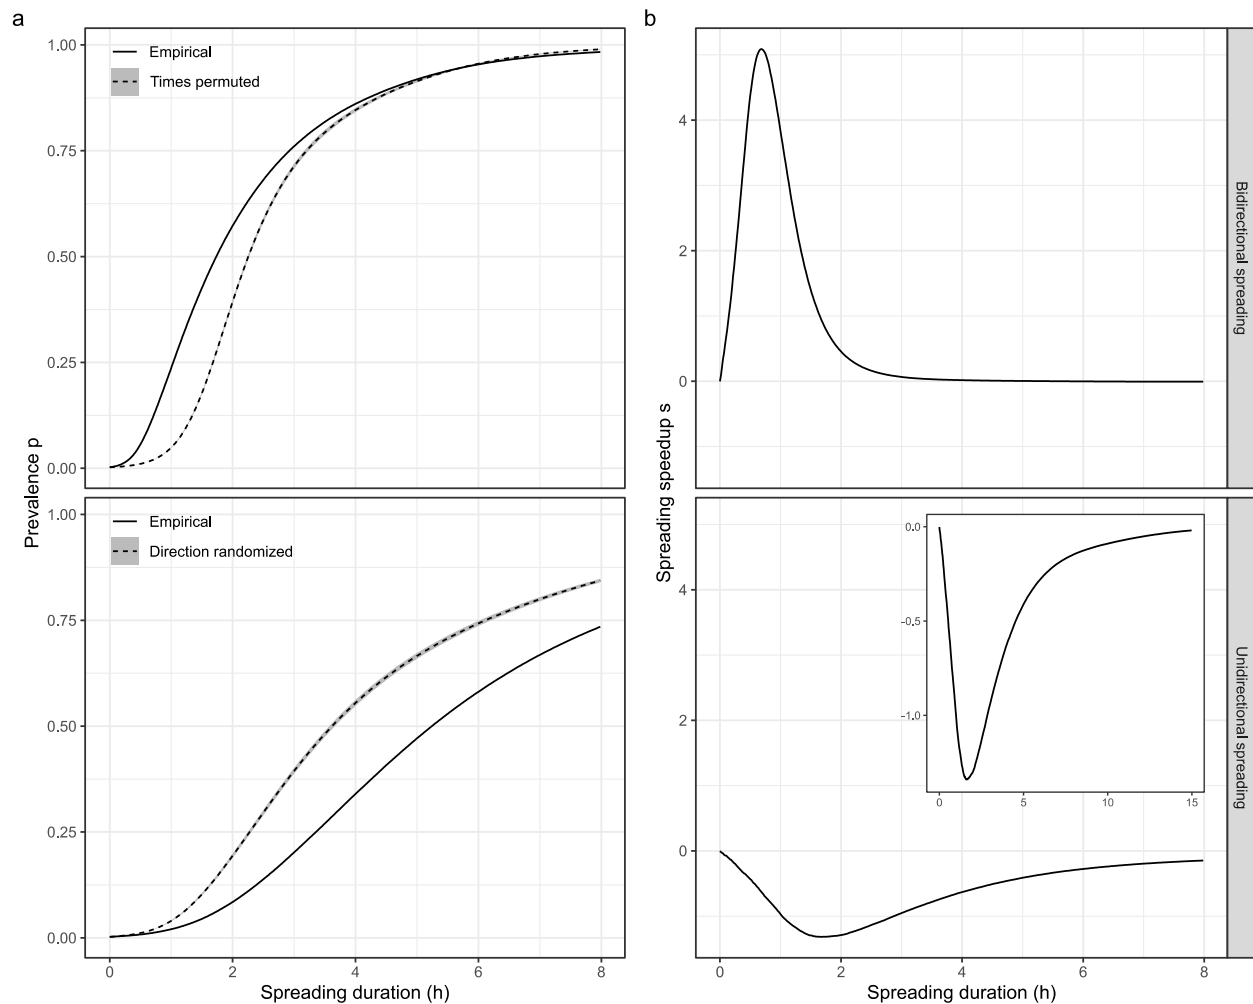 a
Prevalence p
1.00
0.75
0.50
0.25
0.00
Empirical
Times permuted
1.00
0.75
0.50
0.25
0.00
Empirical
Direction randomized
0 2 4 6 8
Spreading duration (h)
b
Spreading speedup s
4
2
0
Bidirectional spreading
4
2
0
0.0
−0.5
−1.0
0 5 10 15
Unidirectional spreading
0 2 4 6 8
Spreading duration (h)